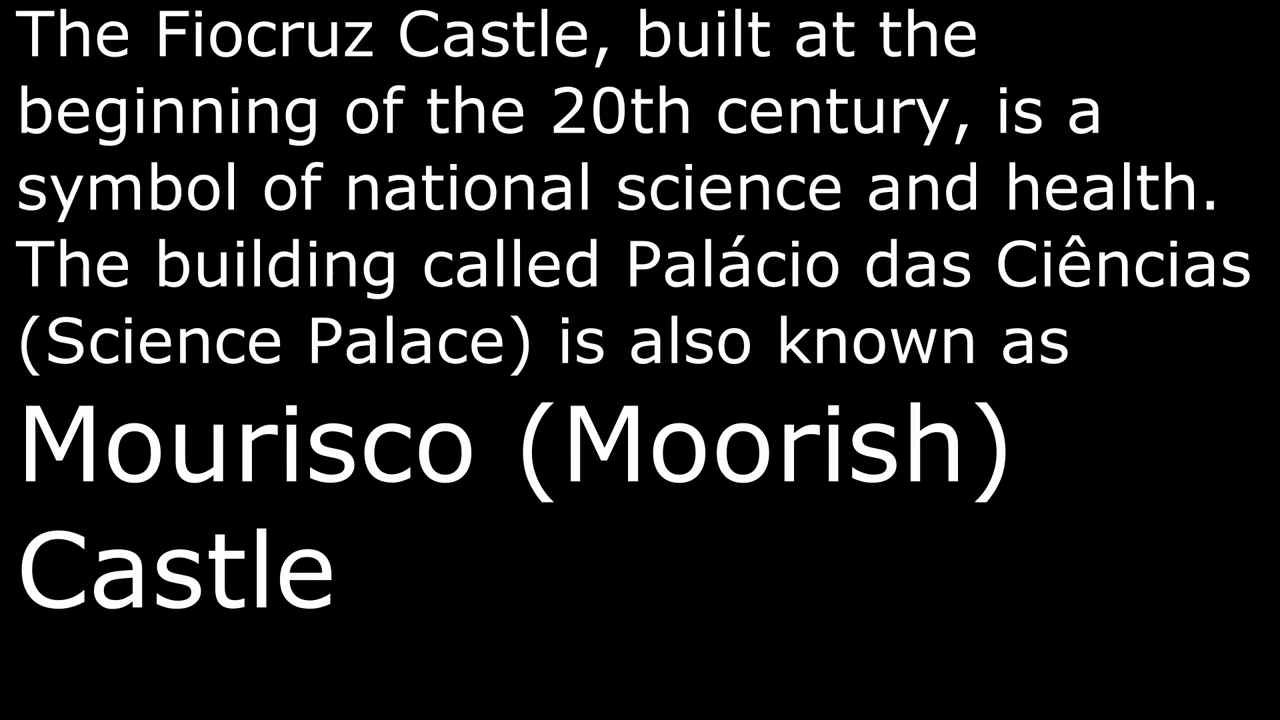 The Fiocruz Castle, built at the
beginning of the 20th century, is a
symbol of national science and health.
The building called Palácio das Ciências
(Science Palace) is also known as
Mourisco (Moorish)
Castle